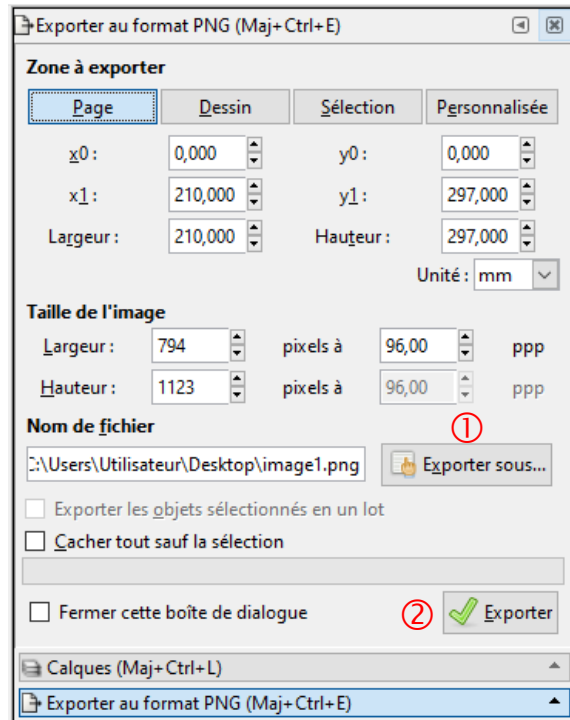 Exporter au format PNG (Maj+Ctrl+E)
Zone à exporter
Page Dessin Sélection Personnalisée
x0 : 0,000 y0 : 0,000
x1 : 210,000 y1 : 297,000
Largeur : 210,000 Hauteur : 297,000
Unité : mm
Taille de l'image
Largeur : 794 pixels à 96,00 ppp
Hauteur : 1123 pixels à 96,00 ppp
Nom de fichier
①
C:\Users\Utilisateur\Desktop\image1.png Exporter sous...
Exporter les objets sélectionnés en un lot
Cacher tout sauf la sélection
Fermer cette boîte de dialogue ② Exporter
Calques (Maj+Ctrl+L)
Exporter au format PNG (Maj+Ctrl+E)